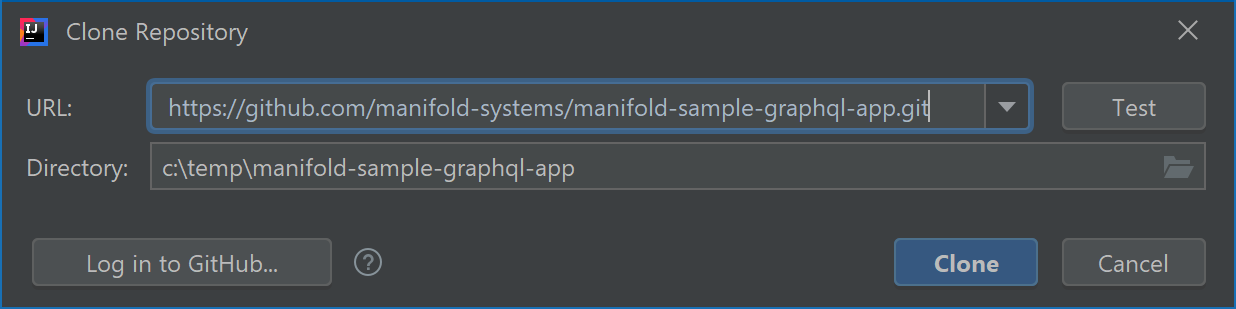 IJ
Clone Repository
URL: https://github.com/manifold-systems/manifold-sample-graphql-app.git Test
Directory: c:\temp\manifold-sample-graphql-app
Log in to GitHub... ? Clone Cancel